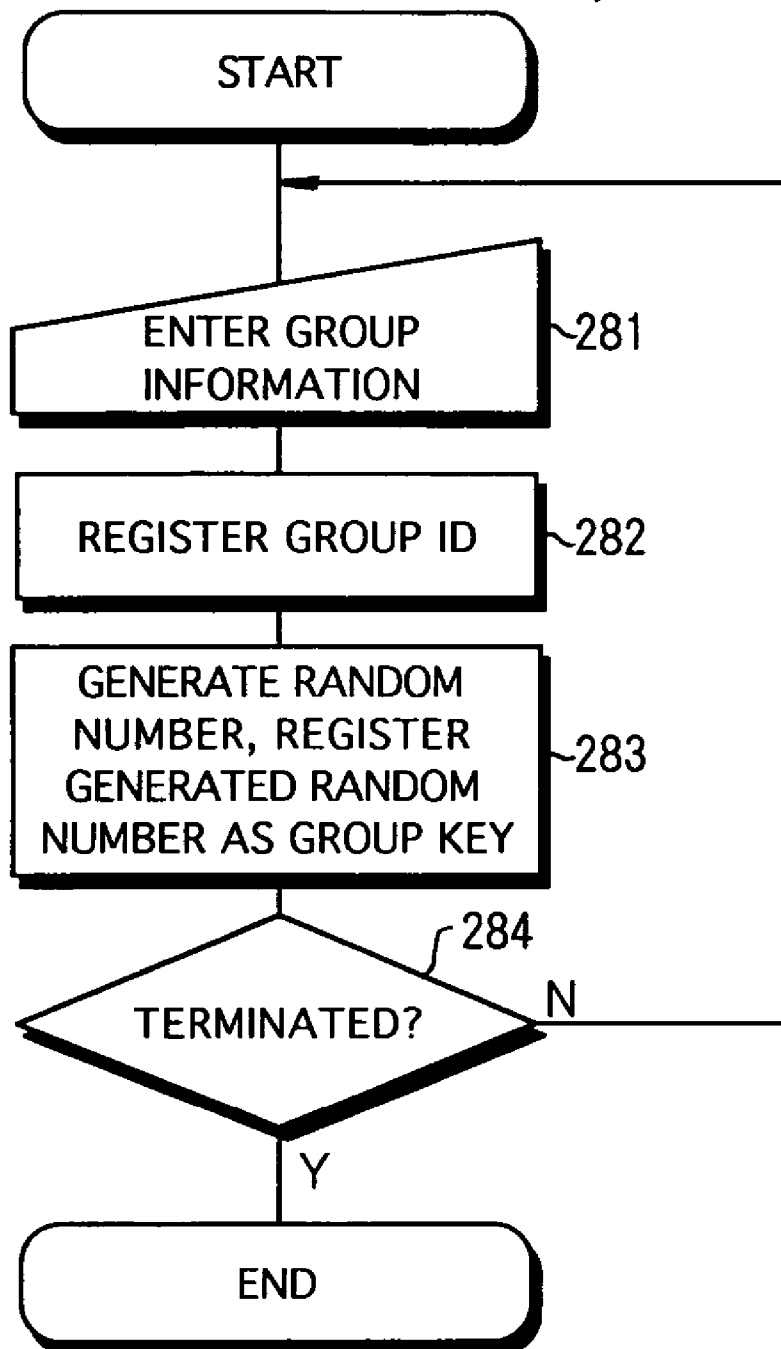 START
ENTER GROUP
INFORMATION
281
REGISTER GROUP ID
282
GENERATE RANDOM
NUMBER, REGISTER
GENERATED RANDOM
NUMBER AS GROUP KEY
283
284
TERMINATED?
N
Y
END